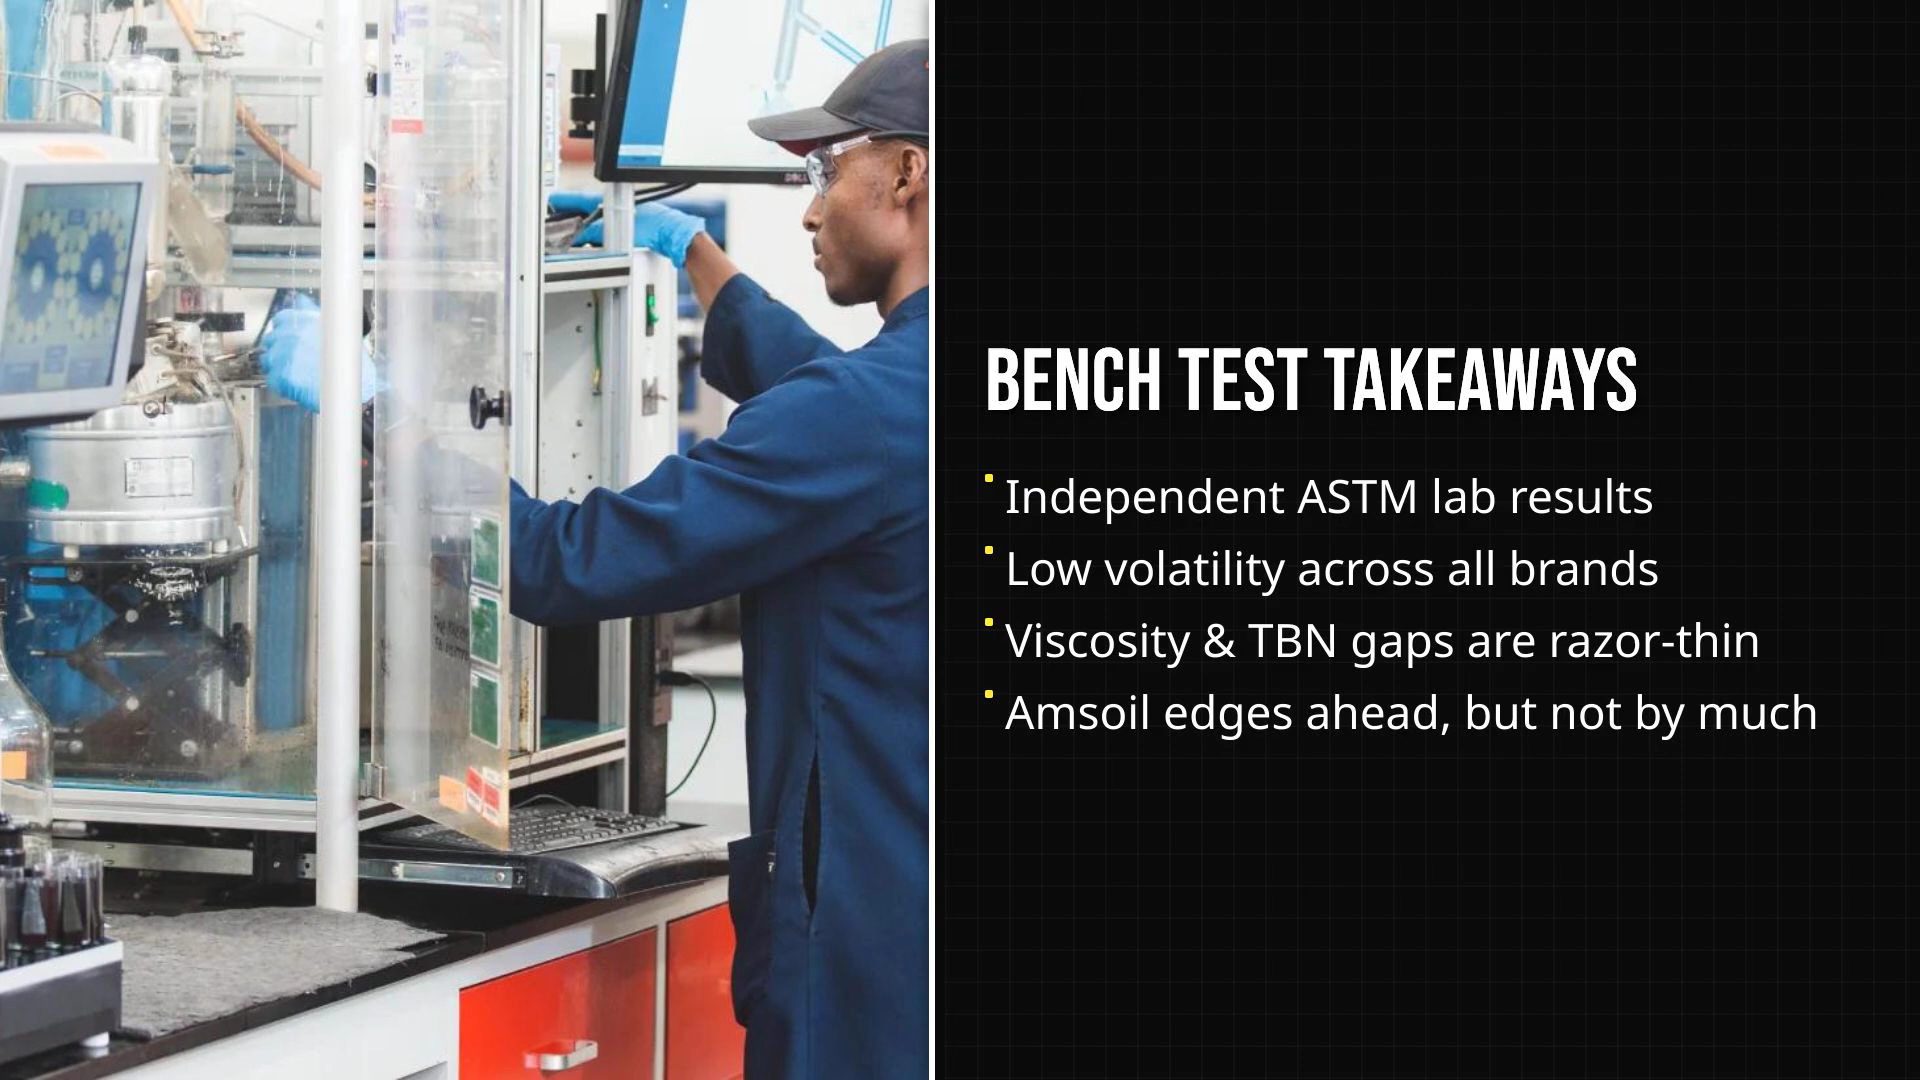 BENCH TEST TAKEAWAYS
Independent ASTM lab results
Low volatility across all brands
Viscosity & TBN gaps are razor-thin
Amsoil edges ahead, but not by much